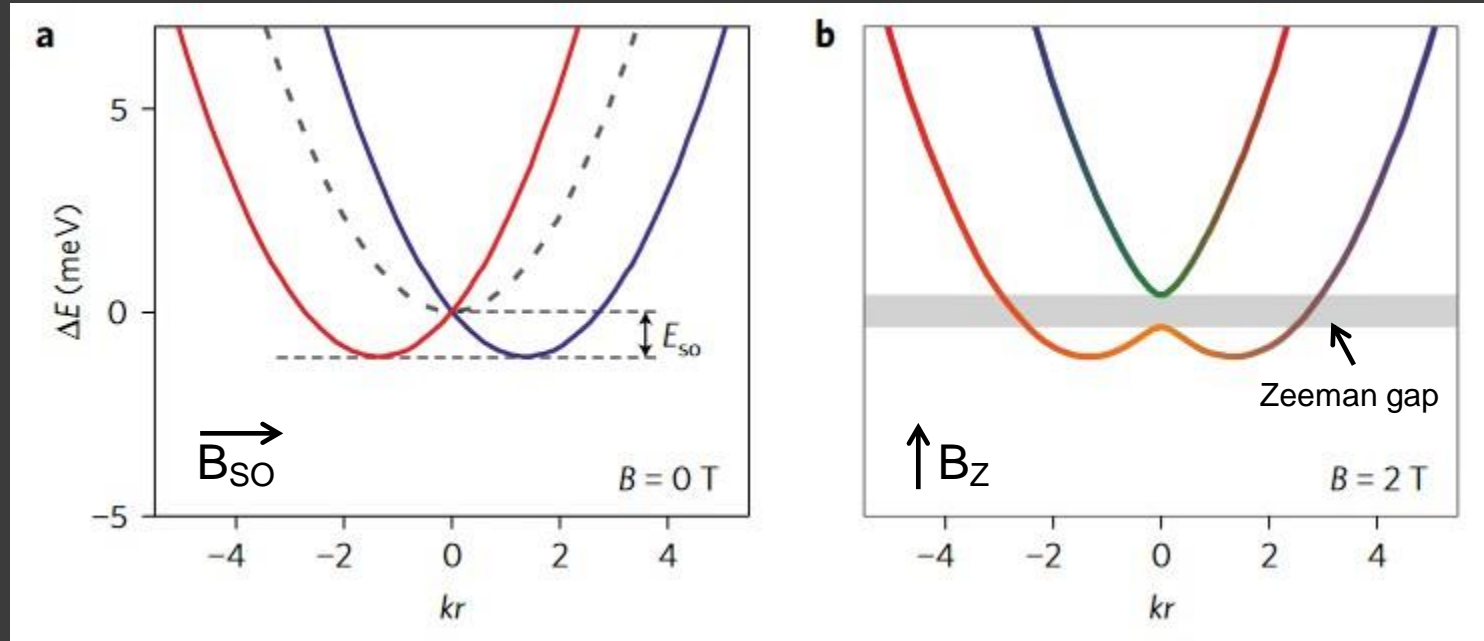 a
5
0
−5
ΔE (meV)
E_so
B_SO
B = 0 T
−4 −2 0 2 4
kr
b
Zeeman gap
B_Z
B = 2 T
−4 −2 0 2 4
kr